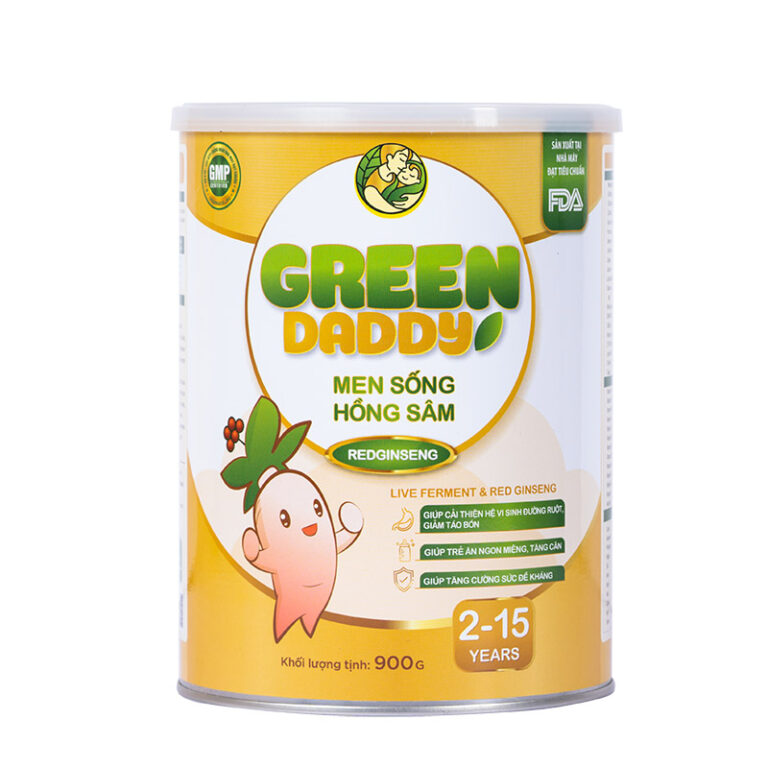 GMP
SẢN XUẤT TẠI
NHÀ MÁY
ĐẠT TIÊU CHUẨN
FDA
GREEN
DADDY
MEN SỐNG
HỒNG SÂM
REDGINSENG
LIVE FERMENT & RED GINSENG
GIÚP CẢI THIỆN HỆ VI SINH ĐƯỜNG RUỘT,
GIẢM TÁO BÓN
GIÚP TRẺ ĂN NGON MIỆNG, TĂNG CÂN
GIÚP TĂNG CƯỜNG SỨC ĐỀ KHÁNG
2-15
YEARS
Khối lượng tịnh: 900G